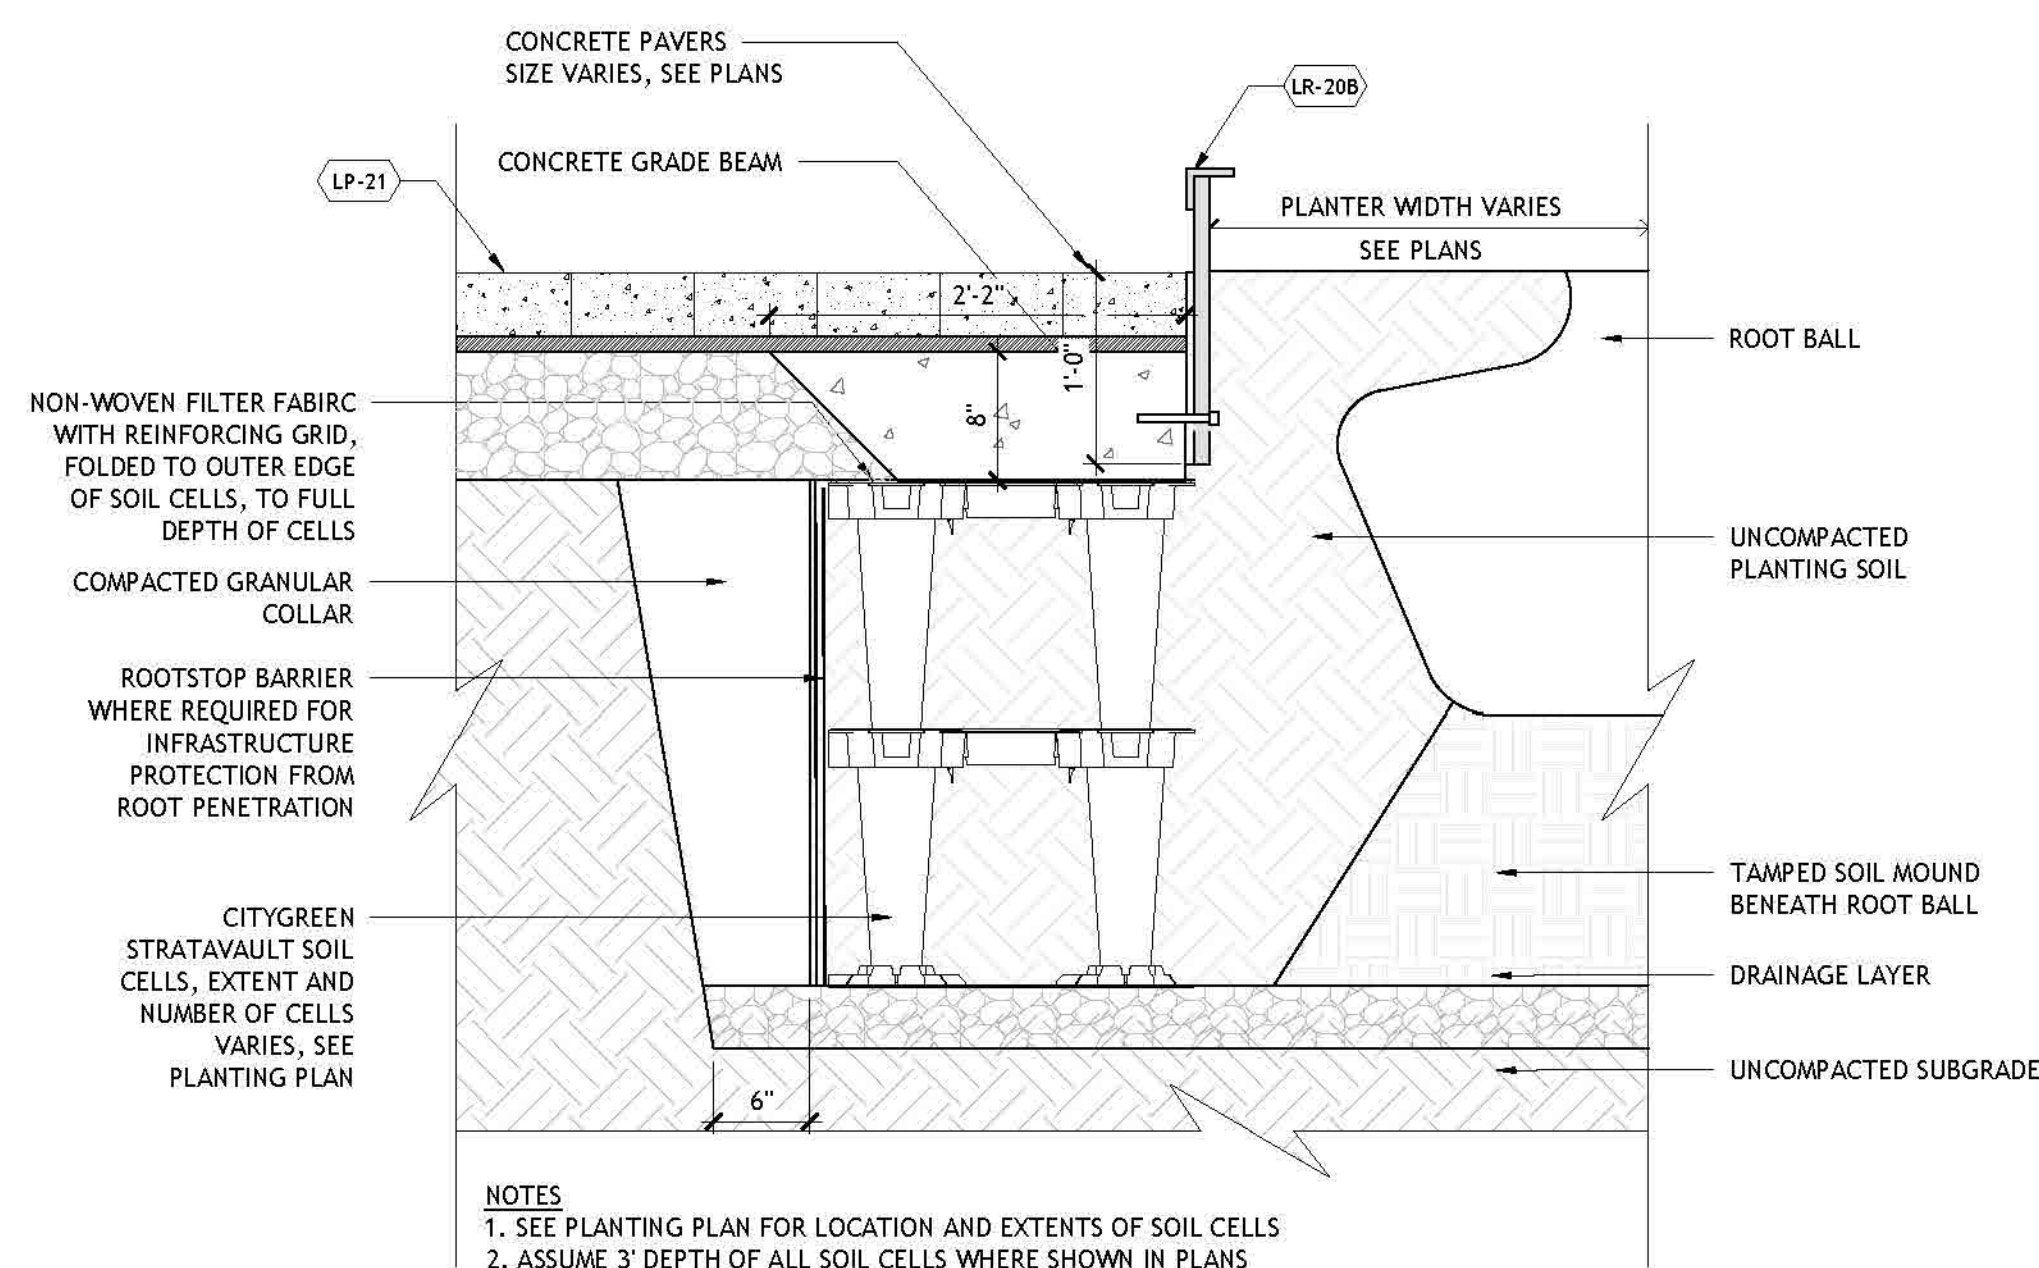 CONCRETE PAVERS
SIZE VARIES, SEE PLANS
LR-20B
CONCRETE GRADE BEAM
LP-21
PLANTER WIDTH VARIES
SEE PLANS
2'-2"
1'-0"
8"
ROOT BALL
NON-WOVEN FILTER FABIRC
WITH REINFORCING GRID,
FOLDED TO OUTER EDGE
OF SOIL CELLS, TO FULL
DEPTH OF CELLS
UNCOMPACTED
PLANTING SOIL
COMPACTED GRANULAR
COLLAR
ROOTSTOP BARRIER
WHERE REQUIRED FOR
INFRASTRUCTURE
PROTECTION FROM
ROOT PENETRATION
TAMPED SOIL MOUND
BENEATH ROOT BALL
CITYGREEN
STRATAVAULT SOIL
CELLS, EXTENT AND
NUMBER OF CELLS
VARIES, SEE
PLANTING PLAN
DRAINAGE LAYER
UNCOMPACTED SUBGRADE
6"
NOTES
1. SEE PLANTING PLAN FOR LOCATION AND EXTENTS OF SOIL CELLS
2. ASSUME 3' DEPTH OF ALL SOIL CELLS WHERE SHOWN IN PLANS